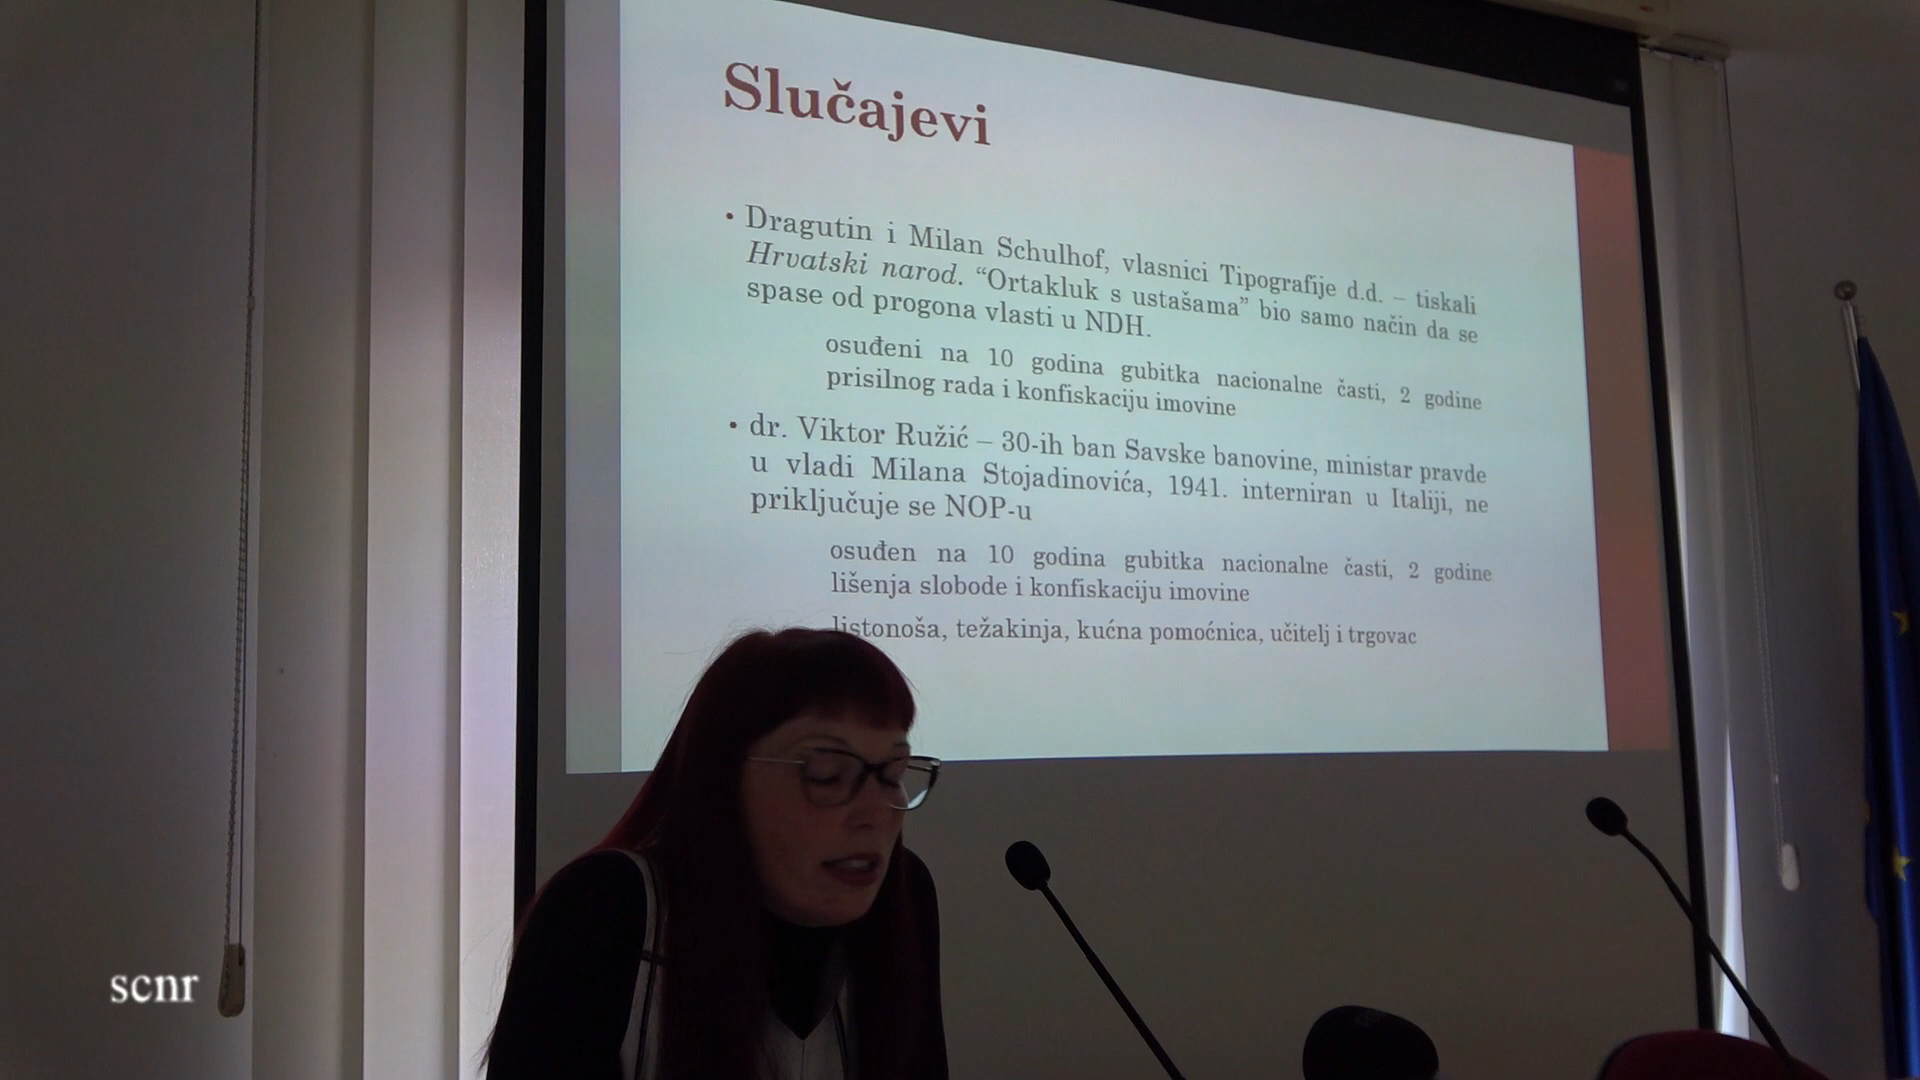 Slučajevi
• Dragutin i Milan Schulhof, vlasnici Tipografije d.d. – tiskali
Hrvatski narod. “Ortakluk s ustašama” bio samo način da se
spase od progona vlasti u NDH.
osuđeni na 10 godina gubitka nacionalne časti, 2 godine
prisilnog rada i konfiskaciju imovine
• dr. Viktor Ružić – 30-ih ban Savske banovine, ministar pravde
u vladi Milana Stojadinovića, 1941. interniran u Italiji, ne
priključuje se NOP-u
osuđen na 10 godina gubitka nacionalne časti, 2 godine
lišenja slobode i konfiskaciju imovine
listonoša, težakinja, kućna pomoćnica, učitelj i trgovac
scnr